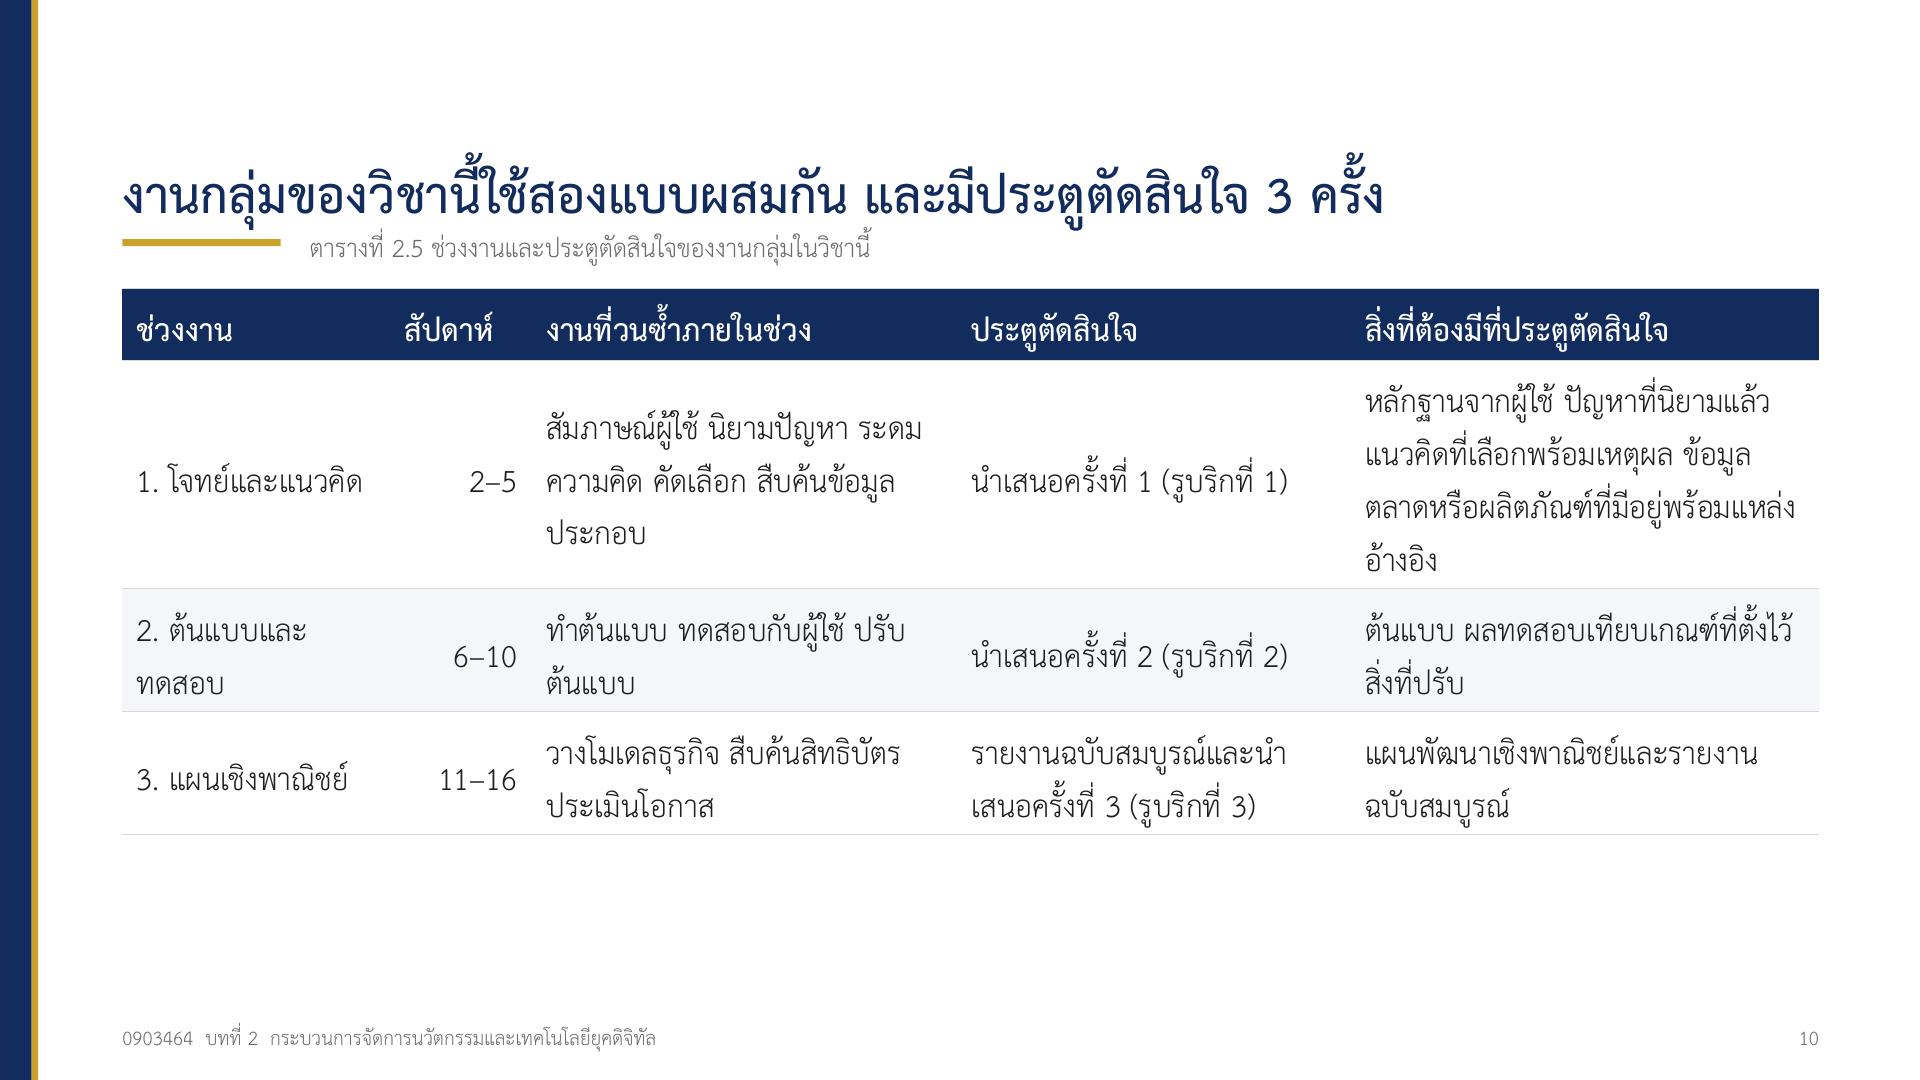 งานกลุ่มของวิชานี้ใช้สองแบบผสมกัน และมีประตูตัดสินใจ 3 ครั้ง
ตารางที่ 2.5 ช่วงงานและประตูตัดสินใจของงานกลุ่มในวิชานี้
ช่วงงาน สัปดาห์ งานที่วนซ้ำภายในช่วง ประตูตัดสินใจ สิ่งที่ต้องมีที่ประตูตัดสินใจ
1. โจทย์และแนวคิด
2–5
สัมภาษณ์ผู้ใช้ นิยามปัญหา ระดม
ความคิด คัดเลือก สืบค้นข้อมูล
ประกอบ
นำเสนอครั้งที่ 1 (รูบริกที่ 1)
หลักฐานจากผู้ใช้ ปัญหาที่นิยามแล้ว
แนวคิดที่เลือกพร้อมเหตุผล ข้อมูล
ตลาดหรือผลิตภัณฑ์ที่มีอยู่พร้อมแหล่ง
อ้างอิง
2. ต้นแบบและ
ทดสอบ
6–10
ทำต้นแบบ ทดสอบกับผู้ใช้ ปรับ
ต้นแบบ
นำเสนอครั้งที่ 2 (รูบริกที่ 2)
ต้นแบบ ผลทดสอบเทียบเกณฑ์ที่ตั้งไว้
สิ่งที่ปรับ
3. แผนเชิงพาณิชย์
11–16
วางโมเดลธุรกิจ สืบค้นสิทธิบัตร
ประเมินโอกาส
รายงานฉบับสมบูรณ์และนำ
เสนอครั้งที่ 3 (รูบริกที่ 3)
แผนพัฒนาเชิงพาณิชย์และรายงาน
ฉบับสมบูรณ์
0903464 บทที่ 2 กระบวนการจัดการนวัตกรรมและเทคโนโลยียุคดิจิทัล
10